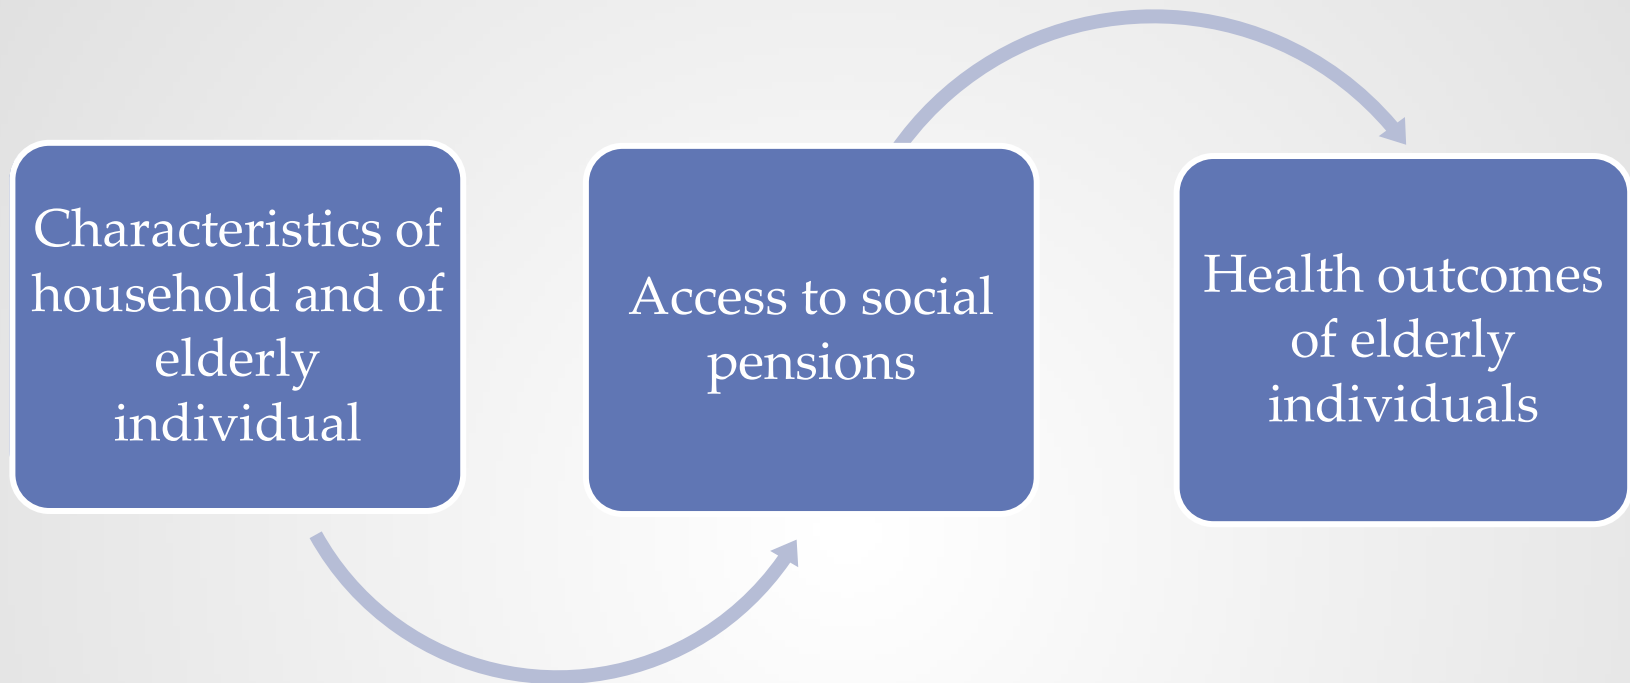 Characteristics of
household and of
elderly
individual
Access to social
pensions
Health outcomes
of elderly
individuals